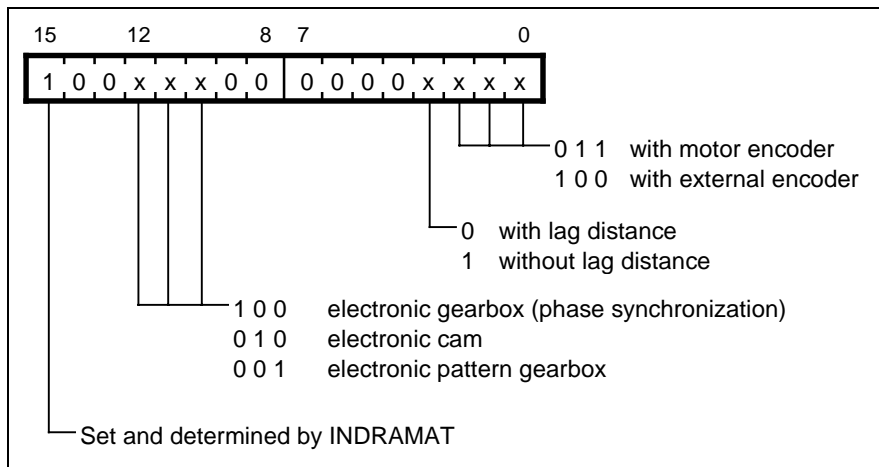 15 12 8 7 0
1 0 0 x x x 0 0 0 0 0 0 x x x x
0 1 1 with motor encoder
1 0 0 with external encoder
0 with lag distance
1 without lag distance
1 0 0 electronic gearbox (phase synchronization)
0 1 0 electronic cam
0 0 1 electronic pattern gearbox
Set and determined by INDRAMAT